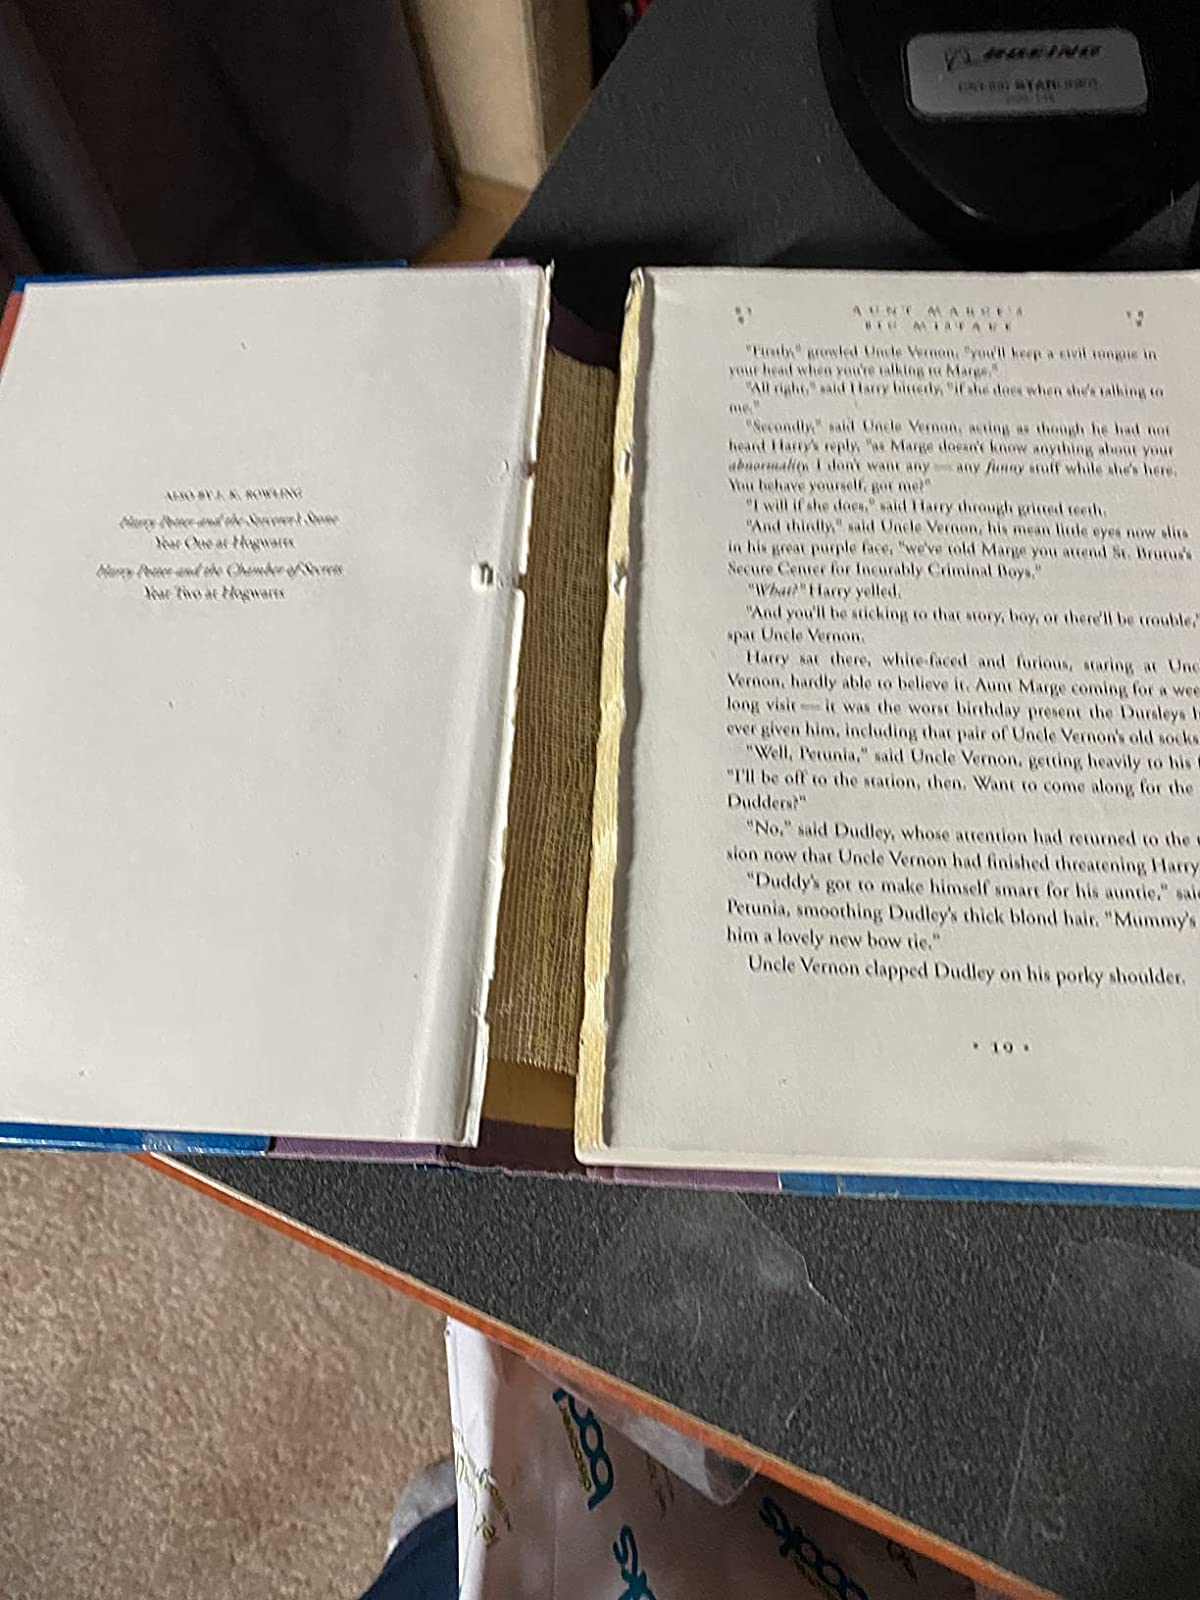 BOEING
ALSO BY J. K. ROWLING
Harry Potter and the Sorcerer's Stone
Year One at Hogwarts
Harry Potter and the Chamber of Secrets
Year Two at Hogwarts
AUNT MARGE'S
BIG MISTAKE
"Firstly," growled Uncle Vernon, "you'll keep a civil tongue in
your head when you're talking to Marge."
"All right," said Harry bitterly, "if she does when she's talking to
me."
"Secondly," said Uncle Vernon, acting as though he had not
heard Harry's reply, "as Marge doesn't know anything about your
abnormality, I don't want any — any funny stuff while she's here.
You behave yourself, got me?"
"I will if she does," said Harry through gritted teeth.
"And thirdly," said Uncle Vernon, his mean little eyes now slits
in his great purple face, "we've told Marge you attend St. Brutus's
Secure Center for Incurably Criminal Boys."
"What?" Harry yelled.
"And you'll be sticking to that story, boy, or there'll be trouble,"
spat Uncle Vernon.
Harry sat there, white-faced and furious, staring at Unc
Vernon, hardly able to believe it. Aunt Marge coming for a wee
long visit — it was the worst birthday present the Dursleys h
ever given him, including that pair of Uncle Vernon's old socks
"Well, Petunia," said Uncle Vernon, getting heavily to his f
"I'll be off to the station, then. Want to come along for the
Dudders?"
"No," said Dudley, whose attention had returned to the
sion now that Uncle Vernon had finished threatening Harry
"Duddy's got to make himself smart for his auntie," said
Petunia, smoothing Dudley's thick blond hair. "Mummy's
him a lovely new bow tie."
Uncle Vernon clapped Dudley on his porky shoulder.
• 19 •